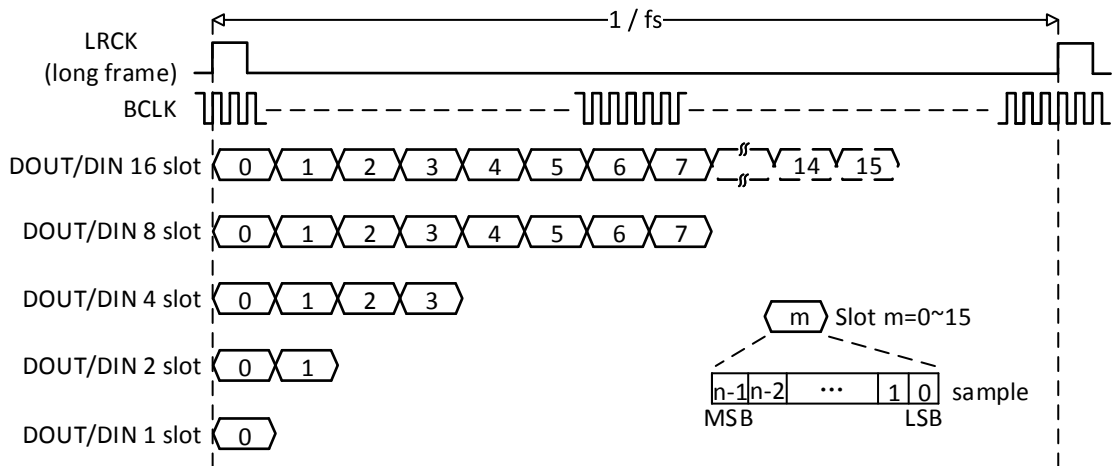 1 / fs
LRCK
(long frame)
BCLK
DOUT/DIN 16 slot 0 1 2 3 4 5 6 7 14 15
DOUT/DIN 8 slot 0 1 2 3 4 5 6 7
DOUT/DIN 4 slot 0 1 2 3
m Slot m=0~15
DOUT/DIN 2 slot 0 1
n-1 n-2 ··· 1 0 sample
MSB LSB
DOUT/DIN 1 slot 0